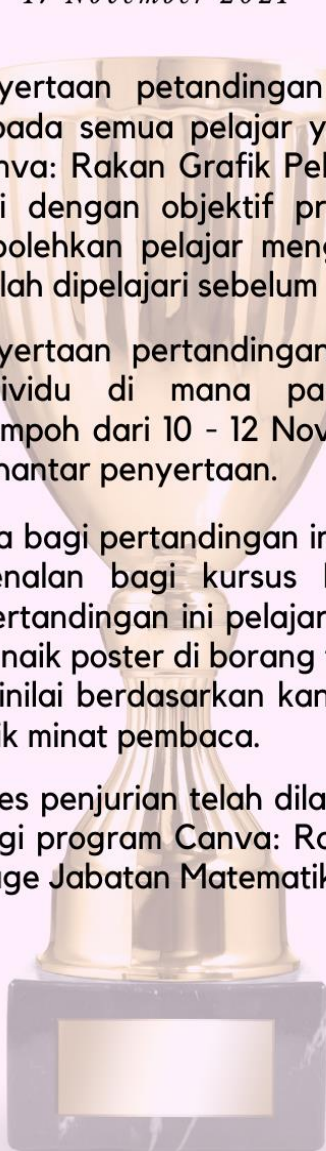 17 November 2021
yertaan petandingan
pada semua pelajar y
nva: Rakan Grafik Pel
i dengan objektif pr
bolehkan pelajar meng
lah dipelajari sebelum
yertaan pertandingan
ividu di mana pa
mpoh dari 10 - 12 Nov
hantar penyertaan.
a bagi pertandingan in
enalan bagi kursus
ertandingan ini pelajar
naik poster di borang
inilai berdasarkan kan
ik minat pembaca.
es penjurian telah dila
gi program Canva: Ra
age Jabatan Matematik